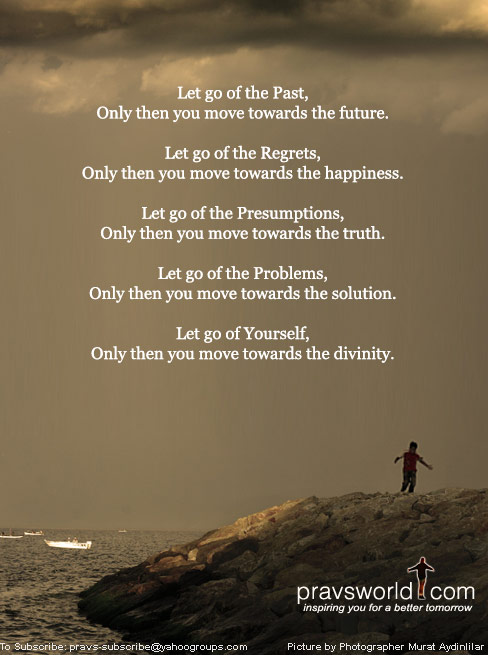 Let go of the Past,
Only then you move towards the future.
Let go of the Regrets,
Only then you move towards the happiness.
Let go of the Presumptions,
Only then you move towards the truth.
Let go of the Problems,
Only then you move towards the solution.
Let go of Yourself,
Only then you move towards the divinity.
pravsworld.com
inspiring you for a better tomorrow
To Subscribe: pravs-subscribe@yahoogroups.com
Picture by Photographer Murat Aydinlilar